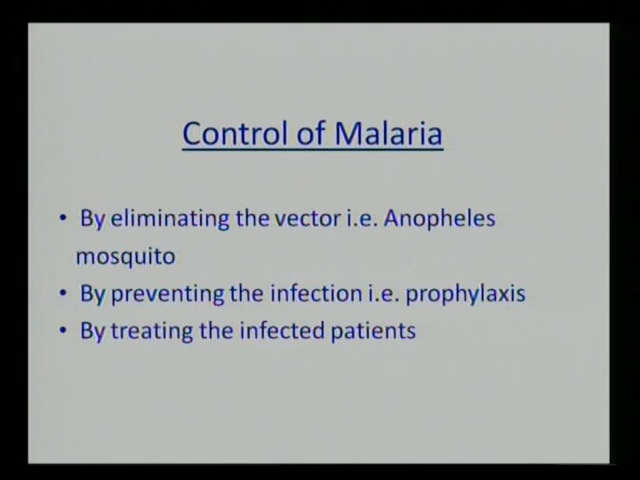 Control of Malaria
• By eliminating the vector i.e. Anopheles
mosquito
• By preventing the infection i.e. prophylaxis
• By treating the infected patients